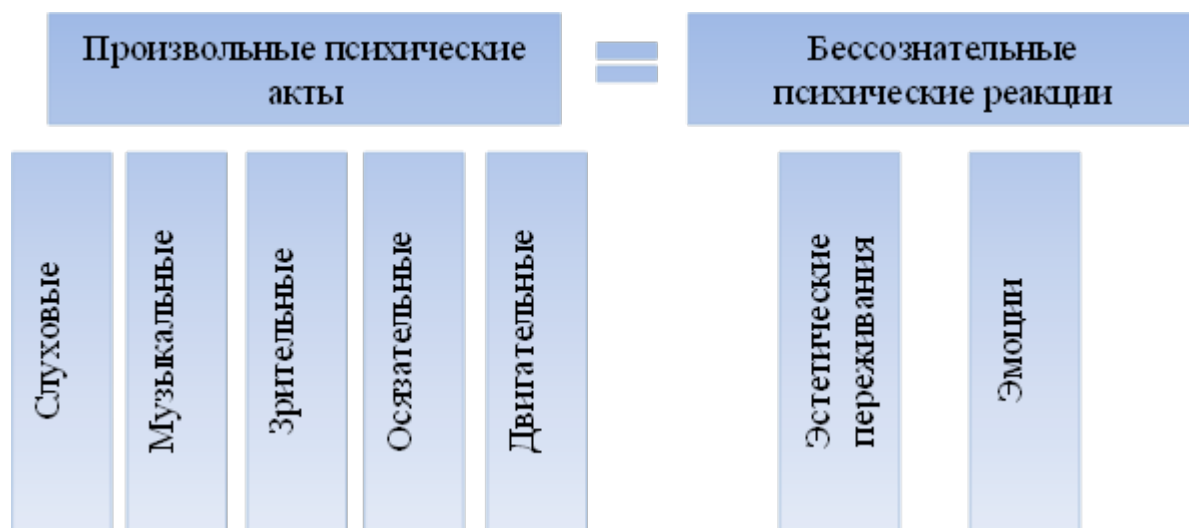 Произвольные психические
акты
Бессознательные
психические реакции
Слуховые
Музыкальные
Зрительные
Осязательные
Двигательные
Эстетические
переживания
Эмоции